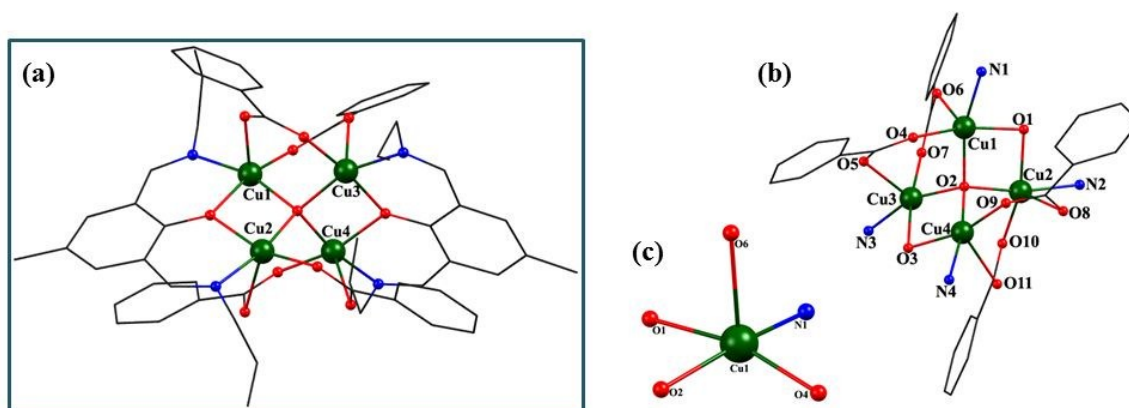 (a)
Cu1
Cu3
Cu2
Cu4
(b)
N1
O6
O4
O1
Cu1
O7
O5
Cu2
N2
Cu3
O2
O9
O8
Cu4
N3
O3
O10
N4
O11
(c)
O6
O1
N1
Cu1
O2
O4